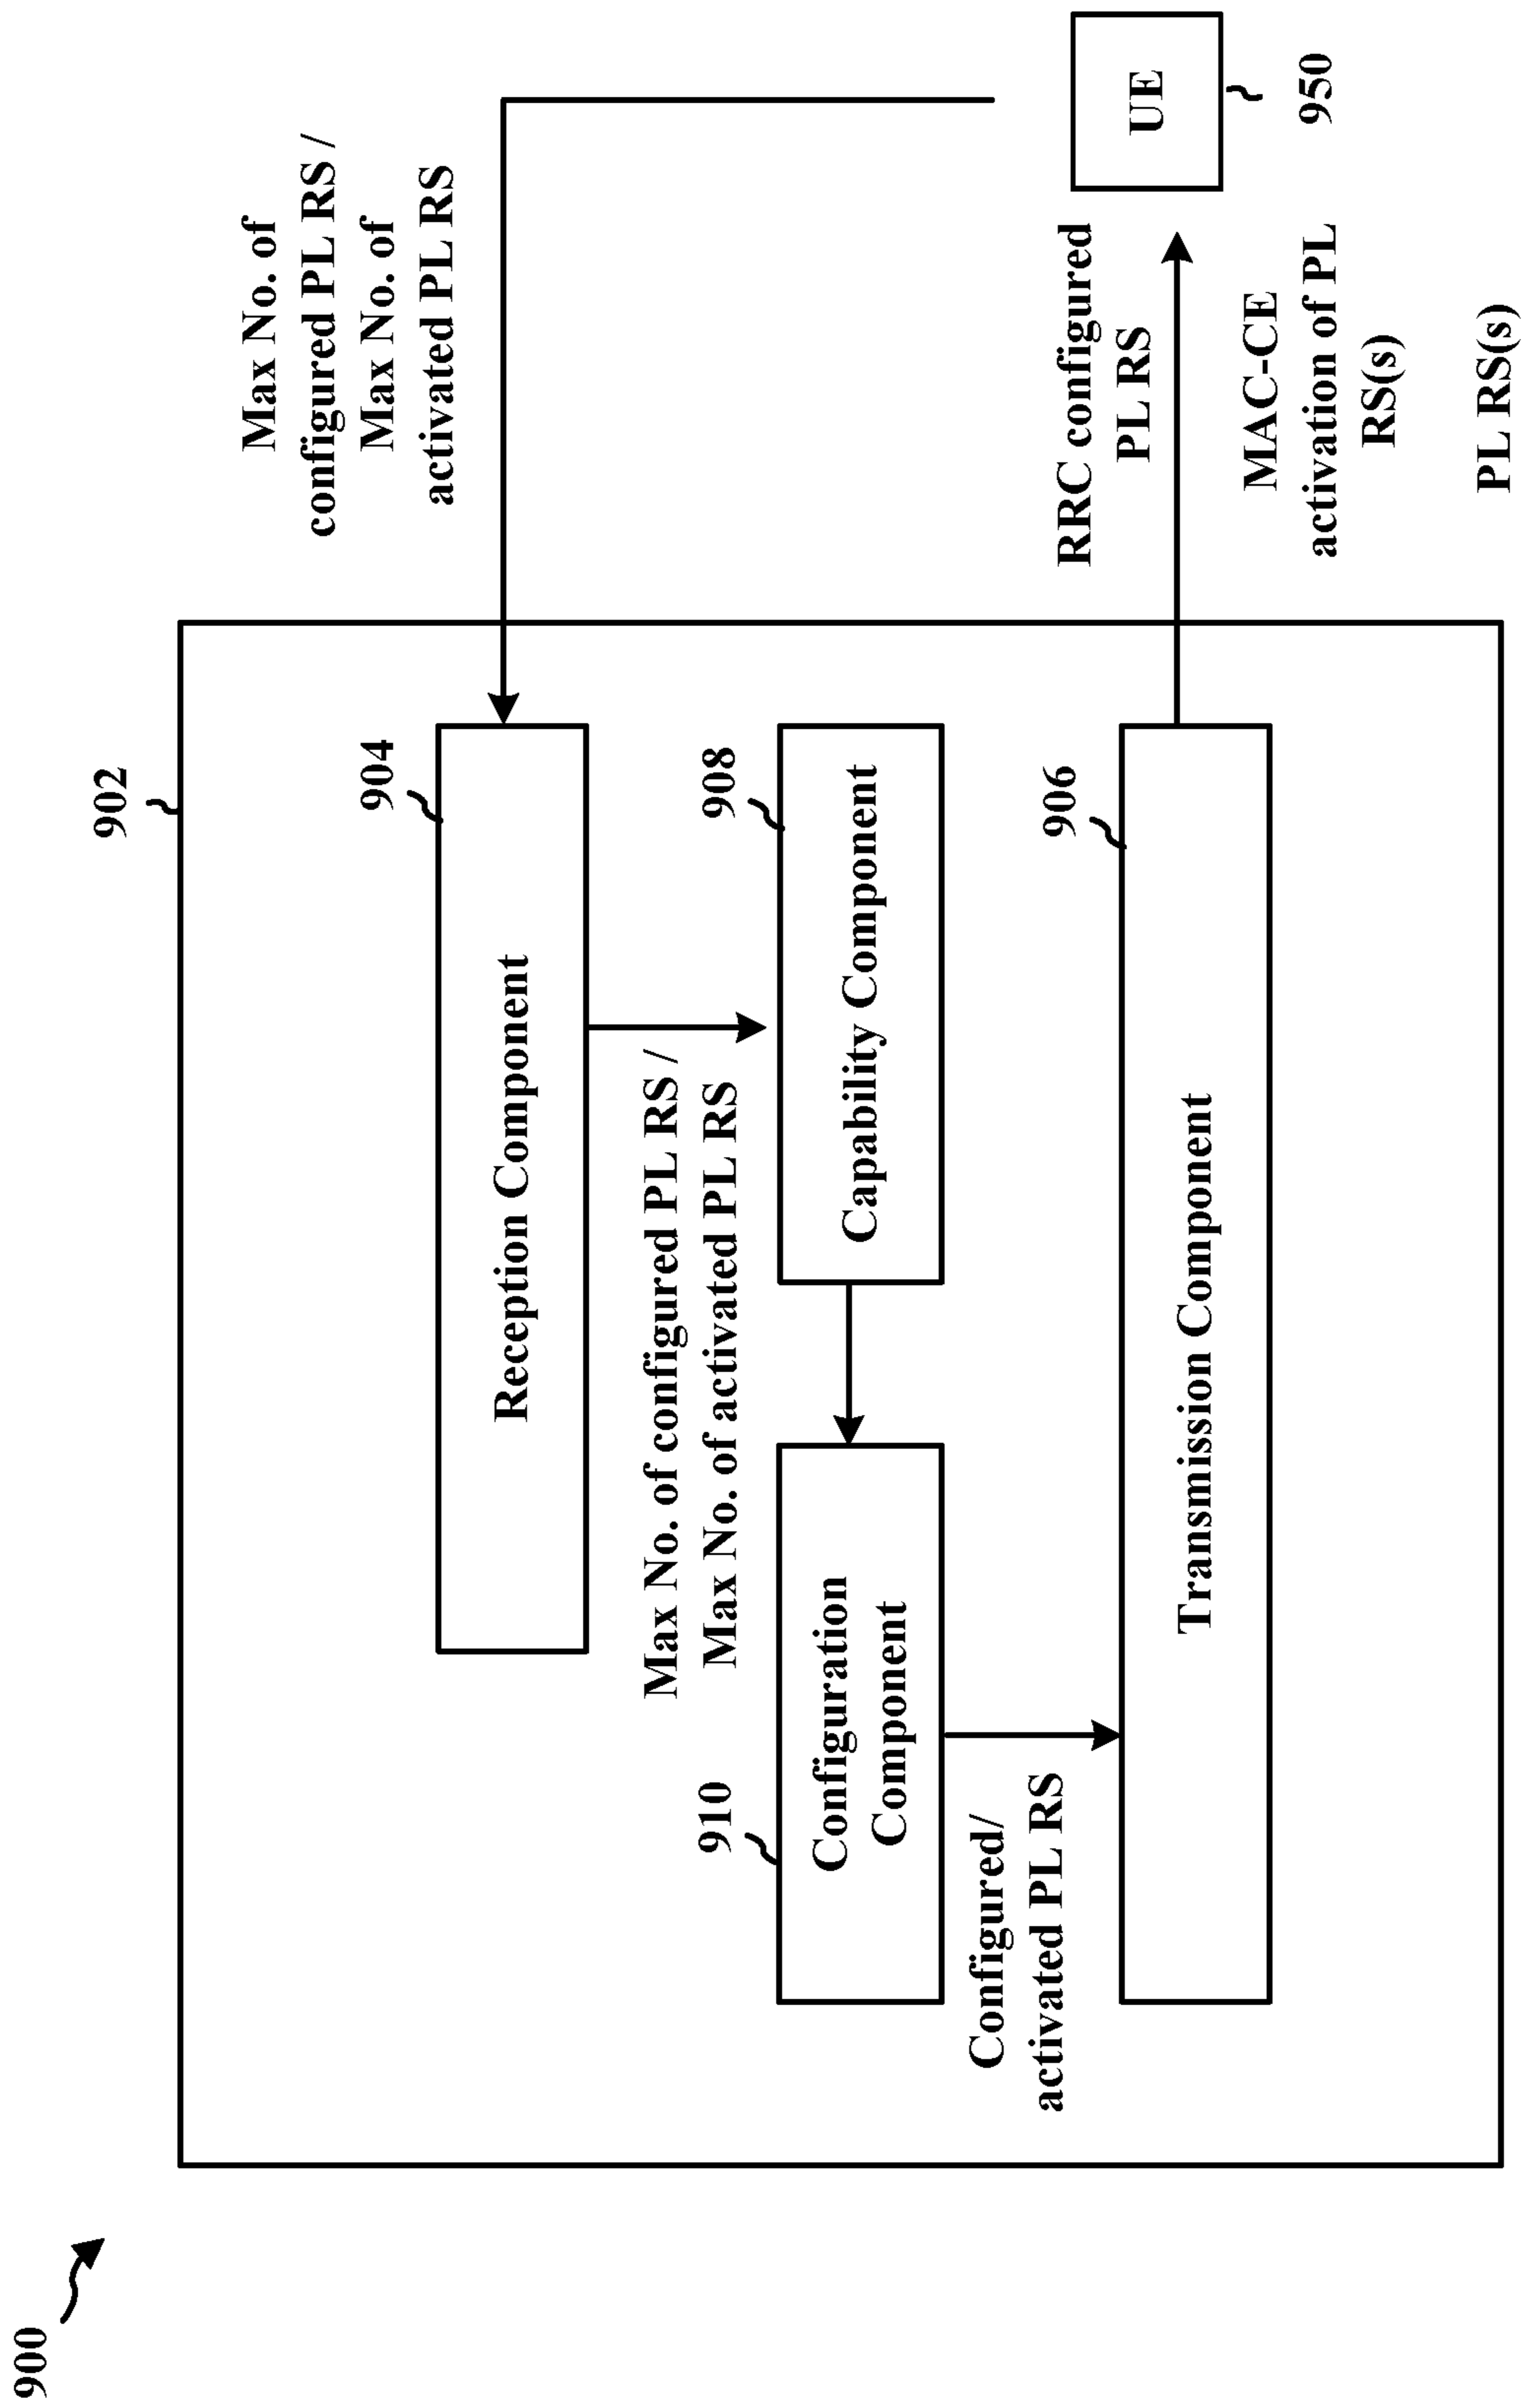 900
902
904
Reception Component
Max No. of
configured PL RS /
Max No. of
activated PL RS
Max No. of configured PL RS /
Max No. of activated PL RS
910
Configuration
Component
908
Capability Component
Configured/
activated PL RS
906
Transmission Component
RRC configured
PL RS
MAC-CE
activation of PL
RS(s)
PL RS(s)
UE
950